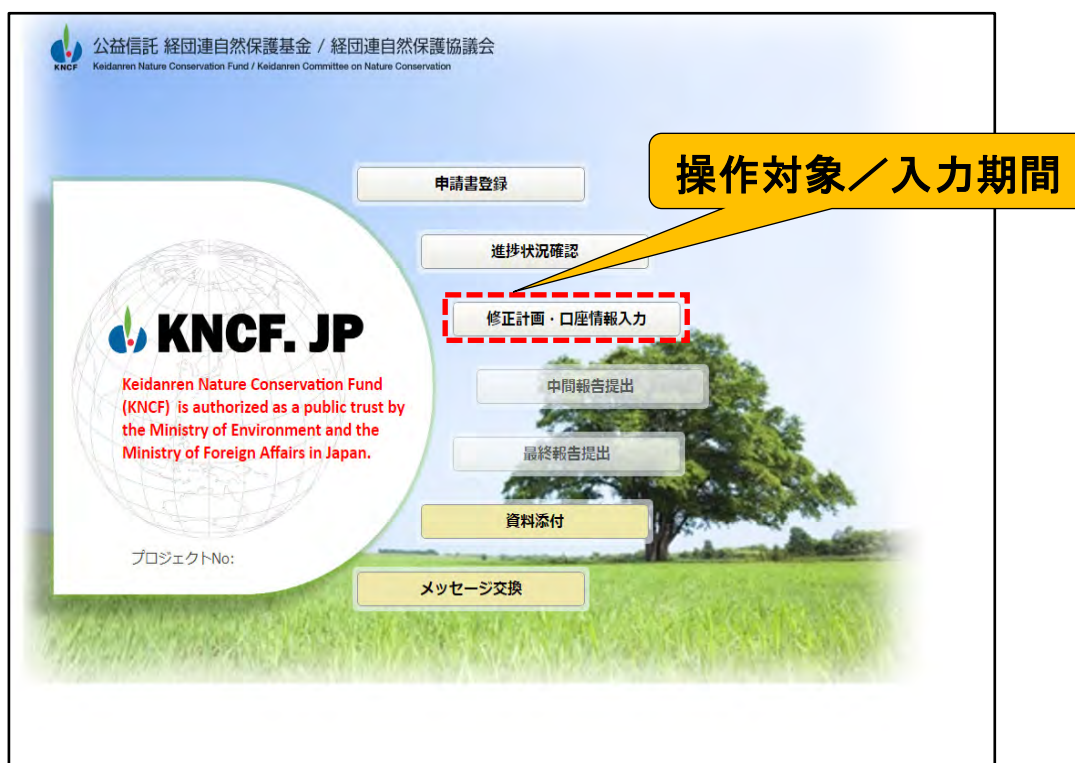 公益信託 経団連自然保護基金 / 経団連自然保護協議会
KNCF
Keidanren Nature Conservation Fund / Keidanren Committee on Nature Conservation
操作対象／入力期間
申請書登録
進捗状況確認
修正計画・口座情報入力
KNCF. JP
Keidanren Nature Conservation Fund
(KNCF) is authorized as a public trust by
the Ministry of Environment and the
Ministry of Foreign Affairs in Japan.
中間報告提出
最終報告提出
資料添付
プロジェクトNo:
メッセージ交換